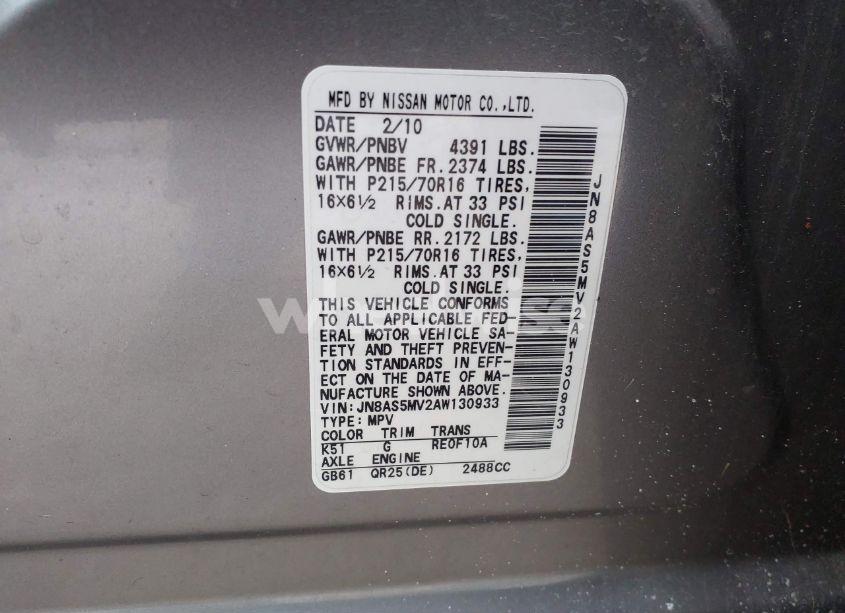 MFD BY NISSAN MOTOR CO.,LTD.
DATE 2/10
GVWR/PNBV 4391 LBS.
GAWR/PNBE FR. 2374 LBS.
WITH P215/70R16 TIRES,
16×6½ RIMS.AT 33 PSI
COLD SINGLE.
GAWR/PNBE RR. 2172 LBS.
WITH P215/70R16 TIRES,
16×6½ RIMS.AT 33 PSI
COLD SINGLE.
THIS VEHICLE CONFORMS
TO ALL APPLICABLE FED-
ERAL MOTOR VEHICLE SA-
FETY AND THEFT PREVEN-
TION STANDARDS IN EFF-
ECT ON THE DATE OF MA-
NUFACTURE SHOWN ABOVE.
VIN:JN8AS5MV2AW130933
TYPE:MPV
COLOR TRIM TRANS
K51 G RE0F10A
AXLE ENGINE
GB61 QR25(DE) 2488CC
JN8AS5MV2AW130933